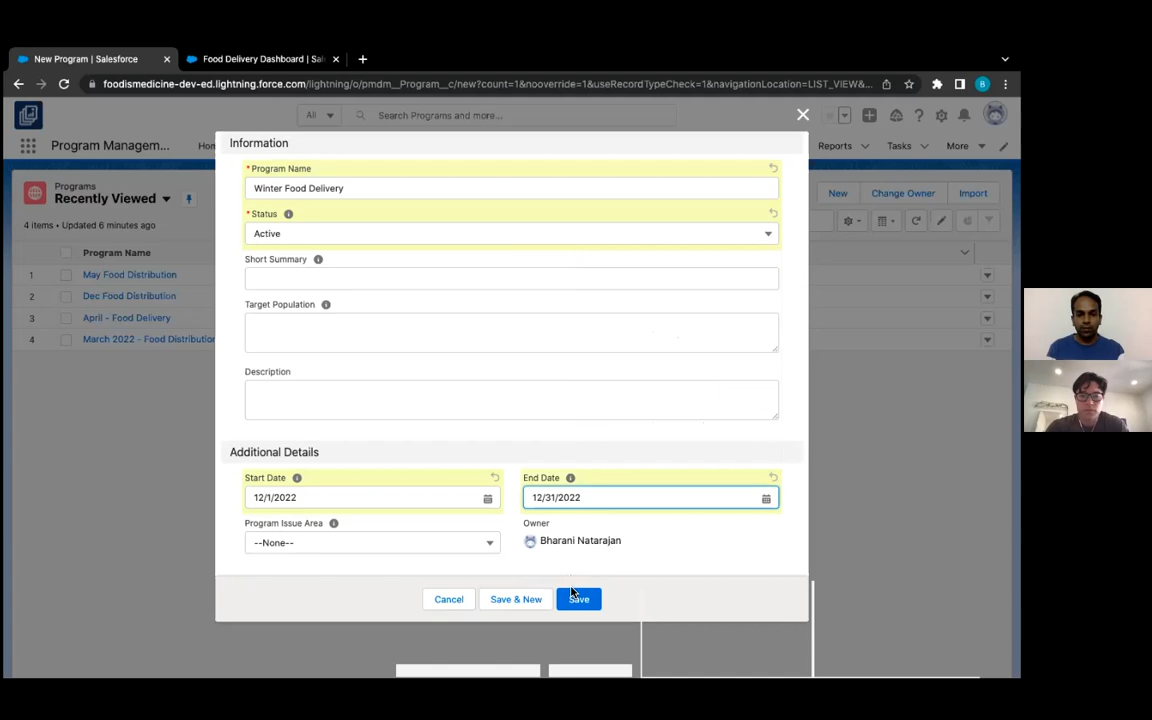 New Program | Salesforce
Food Delivery Dashboard | Sal
foodismedicine-dev-ed.lightning.force.com/lightning/o/pmdm__Program__c/new?count=1&nooverride=1&useRecordTypeCheck=1&navigationLocation=LIST_VIEW&...
B
All
Search Programs and more...
Program Managem...
Reports
Tasks
More
Programs
Recently Viewed
New
Change Owner
Import
4 items • Updated 6 minutes ago
Program Name
1 May Food Distribution
2 Dec Food Distribution
3 April - Food Delivery
4 March 2022 - Food Distribution
Information
* Program Name
Winter Food Delivery
* Status
Active
Short Summary
Target Population
Description
Additional Details
Start Date
End Date
12/1/2022
12/31/2022
Program Issue Area
Owner
--None--
Bharani Natarajan
Cancel
Save & New
Save